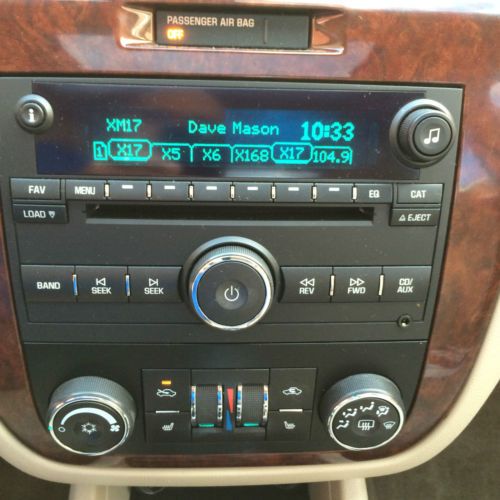 PASSENGER AIR BAG
OFF
XM17 Dave Mason 10:33
1 X17 X5 X6 X168 X17 104.9
FAV MENU EQ CAT
LOAD EJECT
BAND SEEK SEEK REV FWD CD/AUX